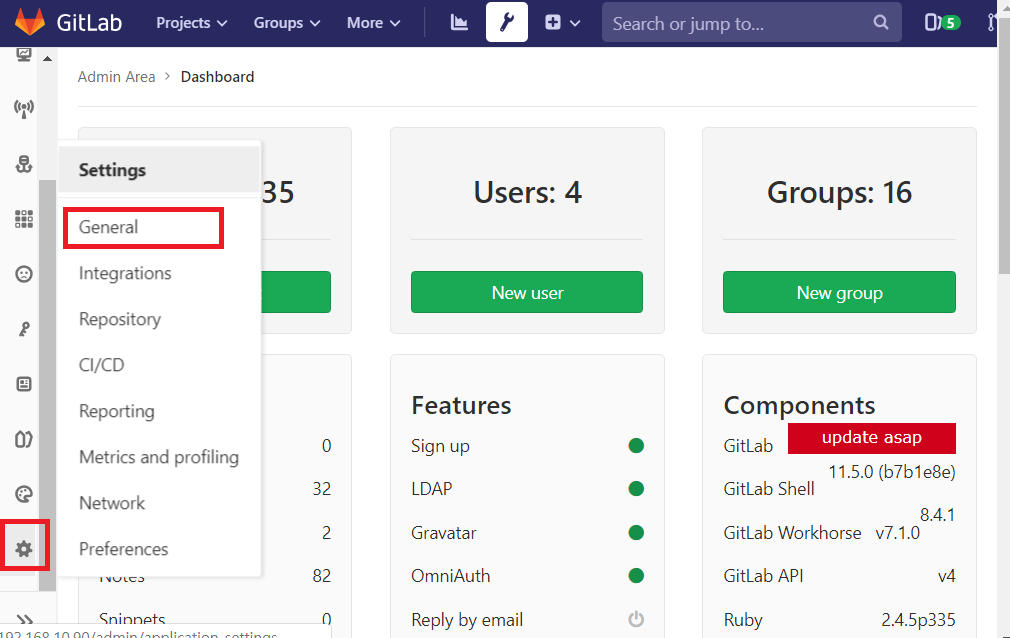 GitLab Projects Groups More Search or jump to... 5
Admin Area > Dashboard
Settings
General
Integrations
Repository
CI/CD
Reporting
Metrics and profiling
Network
Preferences
35
Users: 4
New user
Groups: 16
New group
0
32
2
Notes 82
Snippets 0
Features
Sign up
LDAP
Gravatar
OmniAuth
Reply by email
Components
GitLab update asap
11.5.0 (b7b1e8e)
GitLab Shell
8.4.1
GitLab Workhorse v7.1.0
GitLab API v4
Ruby 2.4.5p335
192.168.10.90/admin/application_settings